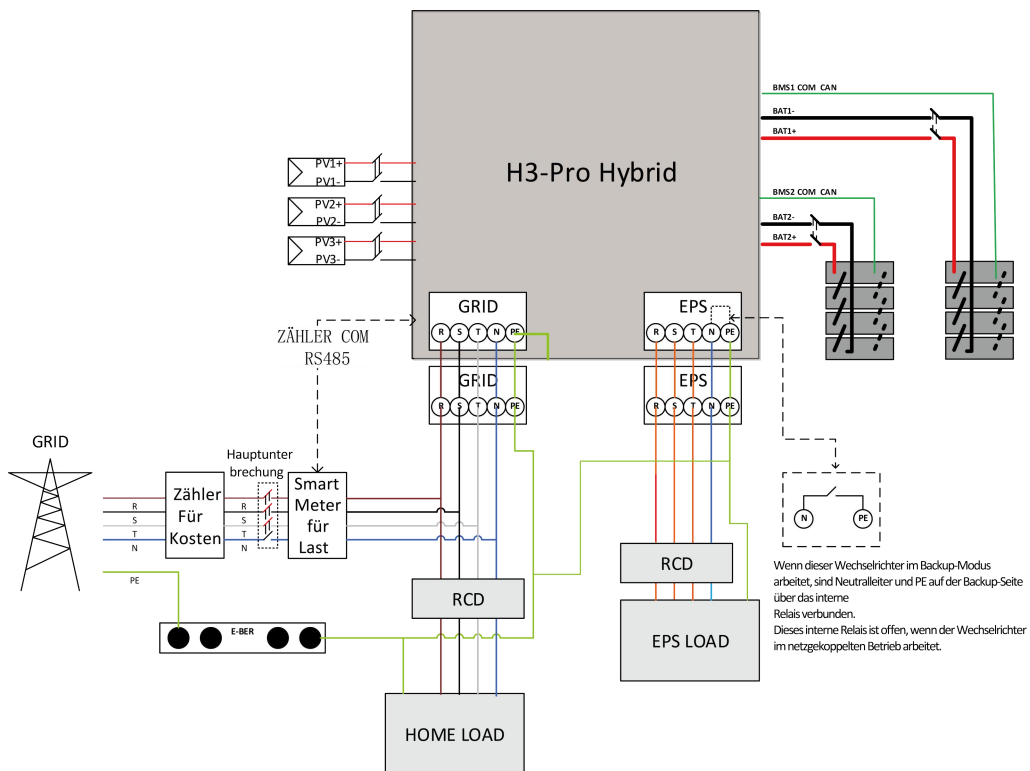 H3-Pro Hybrid
BMS1 COM CAN
BAT1-
BAT1+
BMS2 COM CAN
BAT2-
BAT2+
PV1+
PV1-
PV2+
PV2-
PV3+
PV3-
GRID
R S T N PE
EPS
R S T N PE
ZÄHLER COM
RS485
GRID
R S T N PE
EPS
R S T N PE
GRID
Hauptunter
brechung
Zähler
Für
Kosten
Smart
Meter
für
Last
R
S
T
N
R
S
T
N
PE
E-BER
RCD
HOME LOAD
RCD
EPS LOAD
N PE
Wenn dieser Wechselrichter im Backup-Modus
arbeitet, sind Neutralleiter und PE auf der Backup-Seite
über das interne
Relais verbunden.
Dieses interne Relais ist offen, wenn der Wechselrichter
im netzgekoppelten Betrieb arbeitet.